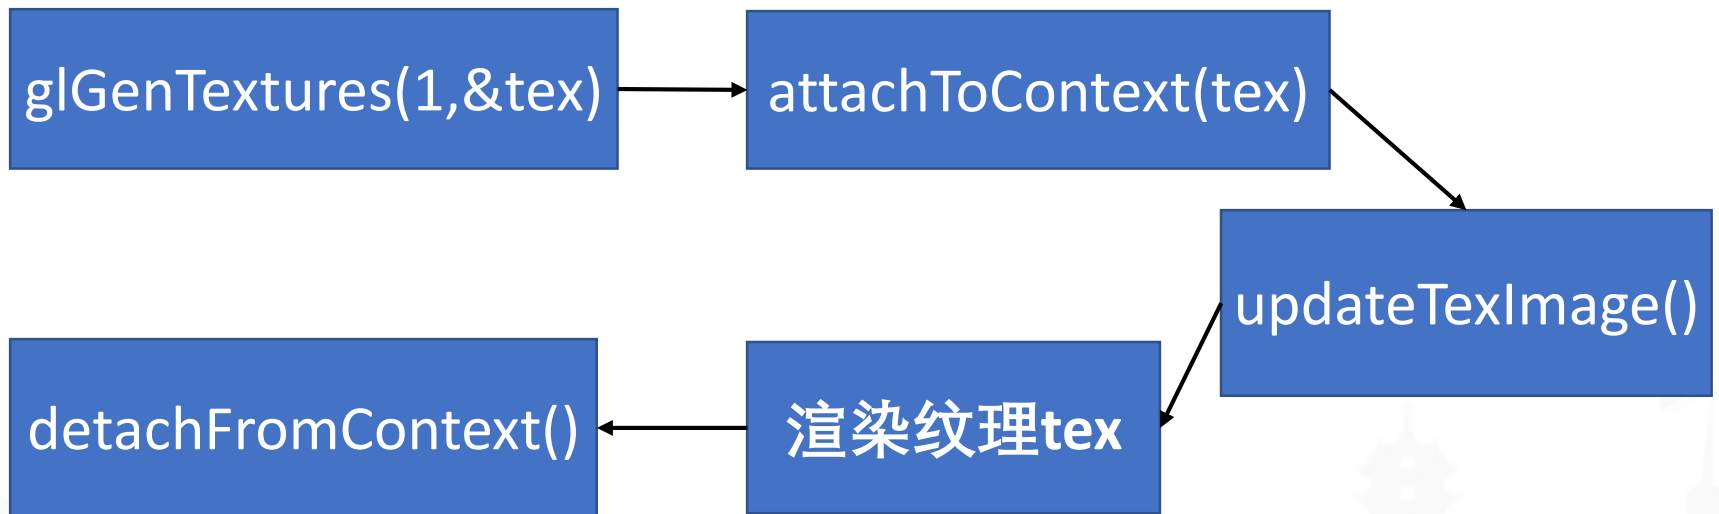 glGenTextures(1,&tex)
attachToContext(tex)
updateTexImage()
渲染纹理tex
detachFromContext()